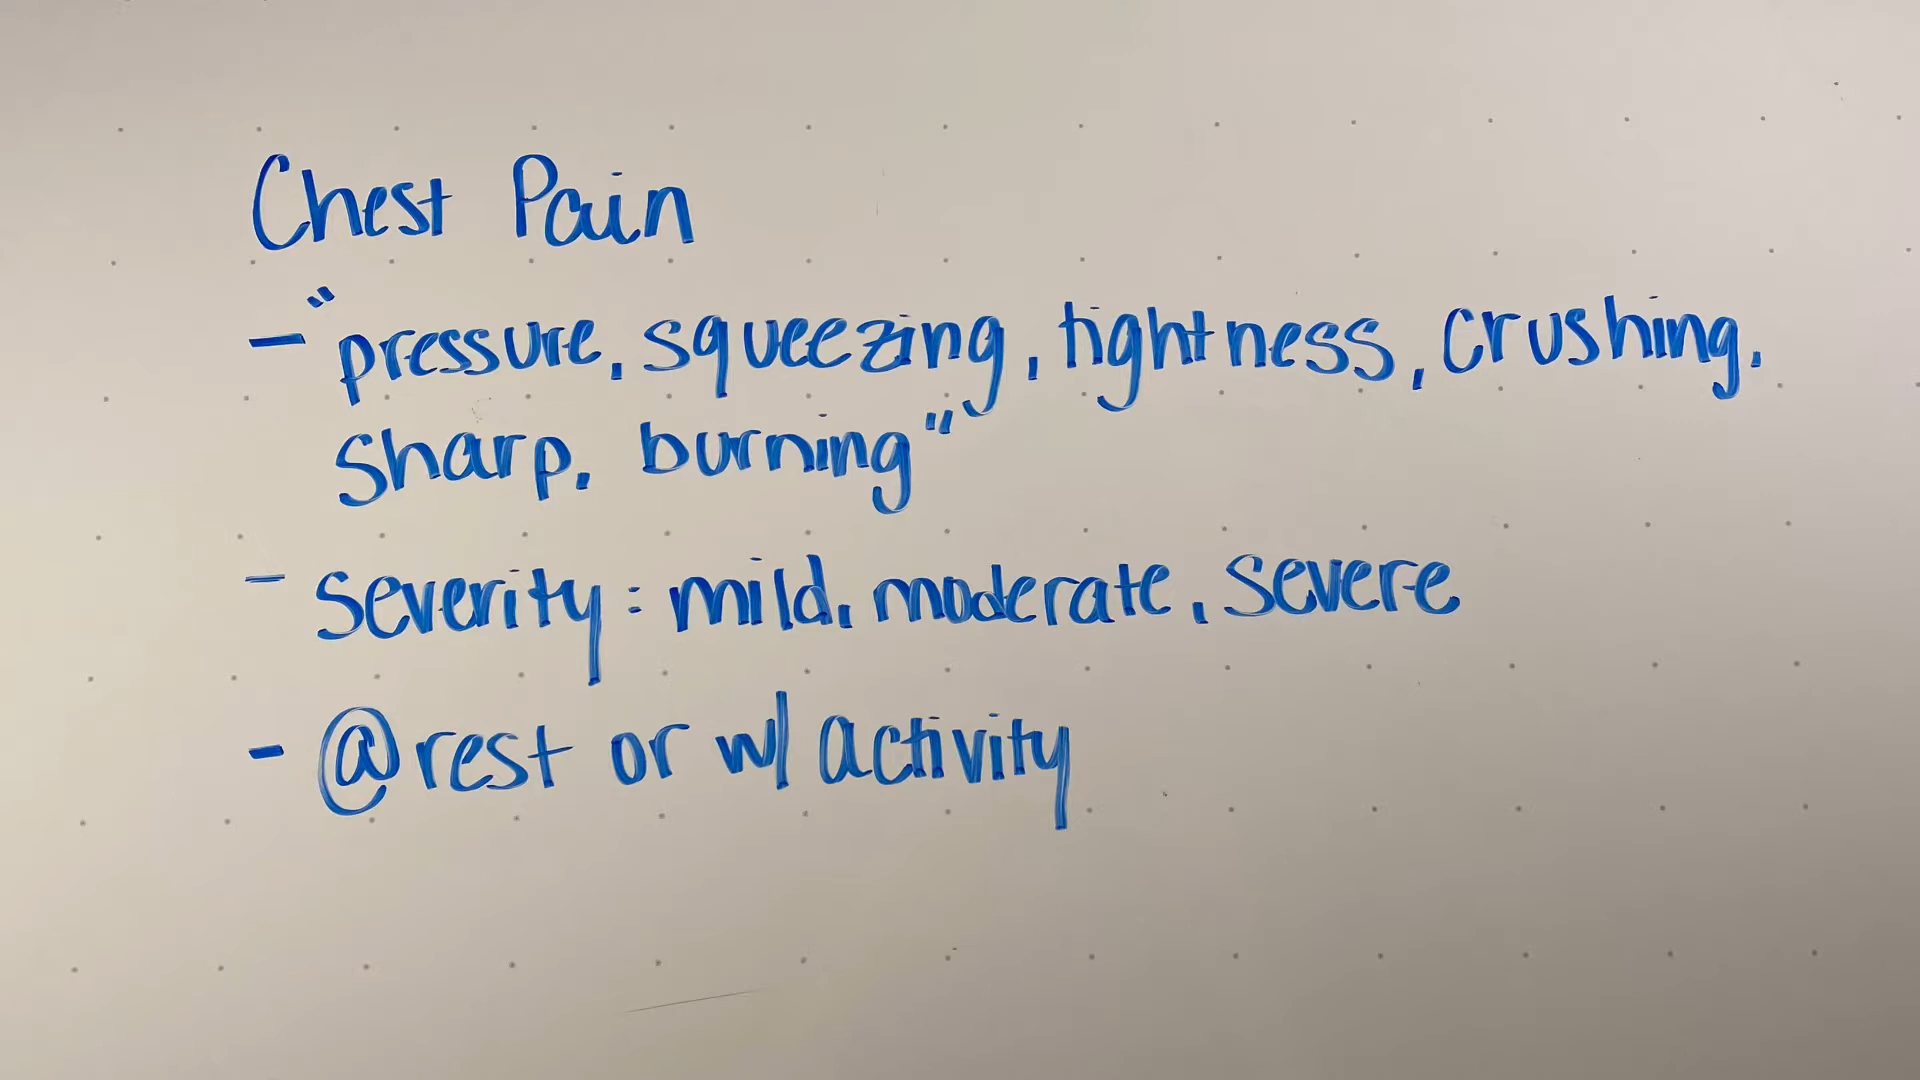 Chest Pain
- "pressure, squeezing, tightness, crushing,
sharp, burning"
- severity: mild, moderate, severe
- @rest or w/ activity